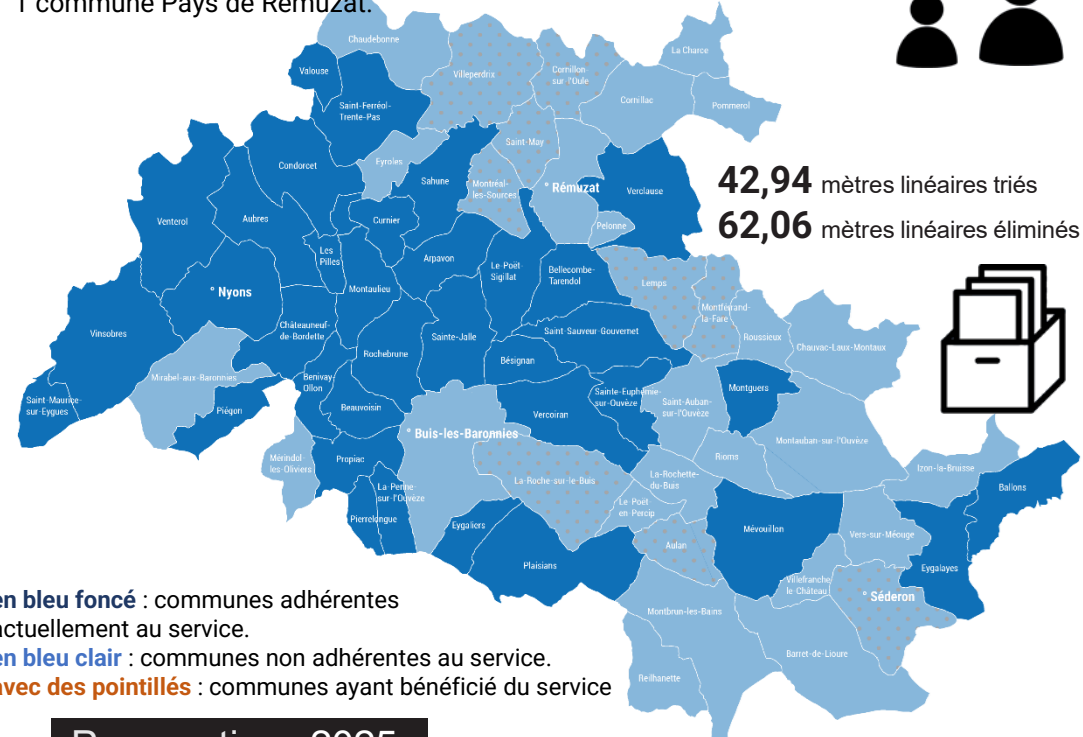 1 commune Pays de Rémuzat.
Chaudebonne
La Charce
Valouse
Villeperdrix
Cornillon
sur-l'Oule
Cornillac
Pommerol
Saint-Ferréol-
Trente-Pas
Saint-May
Eyroles
Condorcet
Sahune
Montréal-
les-Sources
° Rémuzat
Verclause
42,94 mètres linéaires triés
62,06 mètres linéaires éliminés
Venterol
Aubres
Curnier
Pelonne
Les
Pilles
Arpavon
Le-Poët-
Sigillat
Bellecombe-
Tarendol
Lemps
° Nyons
Montaulieu
Montferrand-
la-Fare
Vinsobres
Châteauneuf-
de-Bordette
Rochebrune
Sainte-Jalle
Saint-Sauveur-Gouvernet
Roussieux
Chauvac-Laux-Montaux
Bésignan
Mirabel-aux-Baronnies
Benivay-
Ollon
Montguers
Saint-Maurice-
sur-Eygues
Piégon
Beauvoisin
Vercoiran
Sainte-Euphémie-
sur-Ouvèze
Saint-Auban-
sur-l'Ouvèze
° Buis-les-Baronnies
Montauban-sur-l'Ouvèze
Mérindol-
les-Oliviers
Propiac
Rioms
Izon-la-Bruisse
La-Roche-sur-le-Buis
La-Rochette-
du-Buis
Ballons
La-Penne-
sur-l'Ouvèze
Le Poët
en Percip
Pierrelongue
Eygaliers
Mévouillon
Vers-sur-Méouge
Aulan
Plaisians
Eygalayes
Villefranche
le-Château
° Séderon
en bleu foncé : communes adhérentes
actuellement au service.
en bleu clair : communes non adhérentes au service.
avec des pointillés : communes ayant bénéficié du service
Montbrun-les-Bains
Barret-de-Lioure
Reilhanette